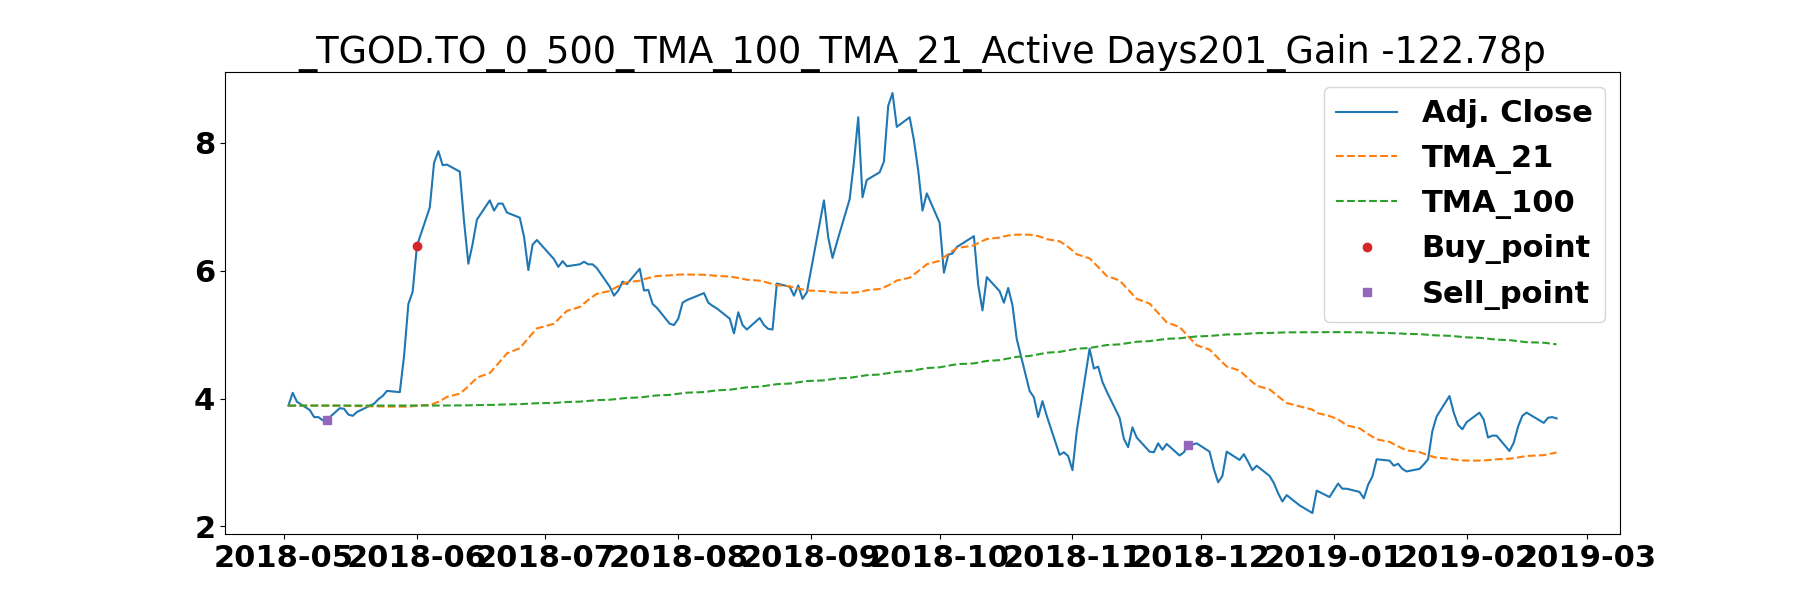 _TGOD.TO_0_500_TMA_100_TMA_21_Active Days201_Gain -122.78p
Adj. Close
TMA_21
TMA_100
Buy_point
Sell_point
8
6
4
2
2018-05 2018-06 2018-07 2018-08 2018-09 2018-10 2018-11 2018-12 2019-01 2019-02 2019-03